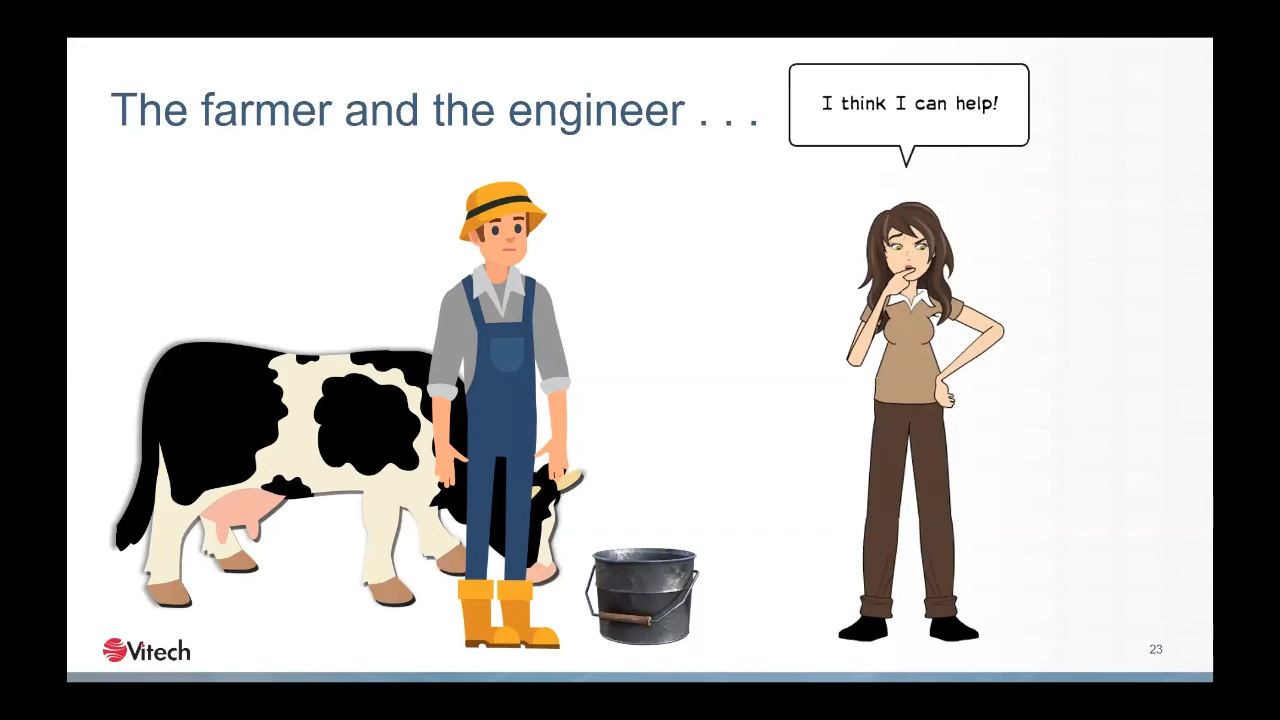 The farmer and the engineer . . .
I think I can help!
Vitech
23